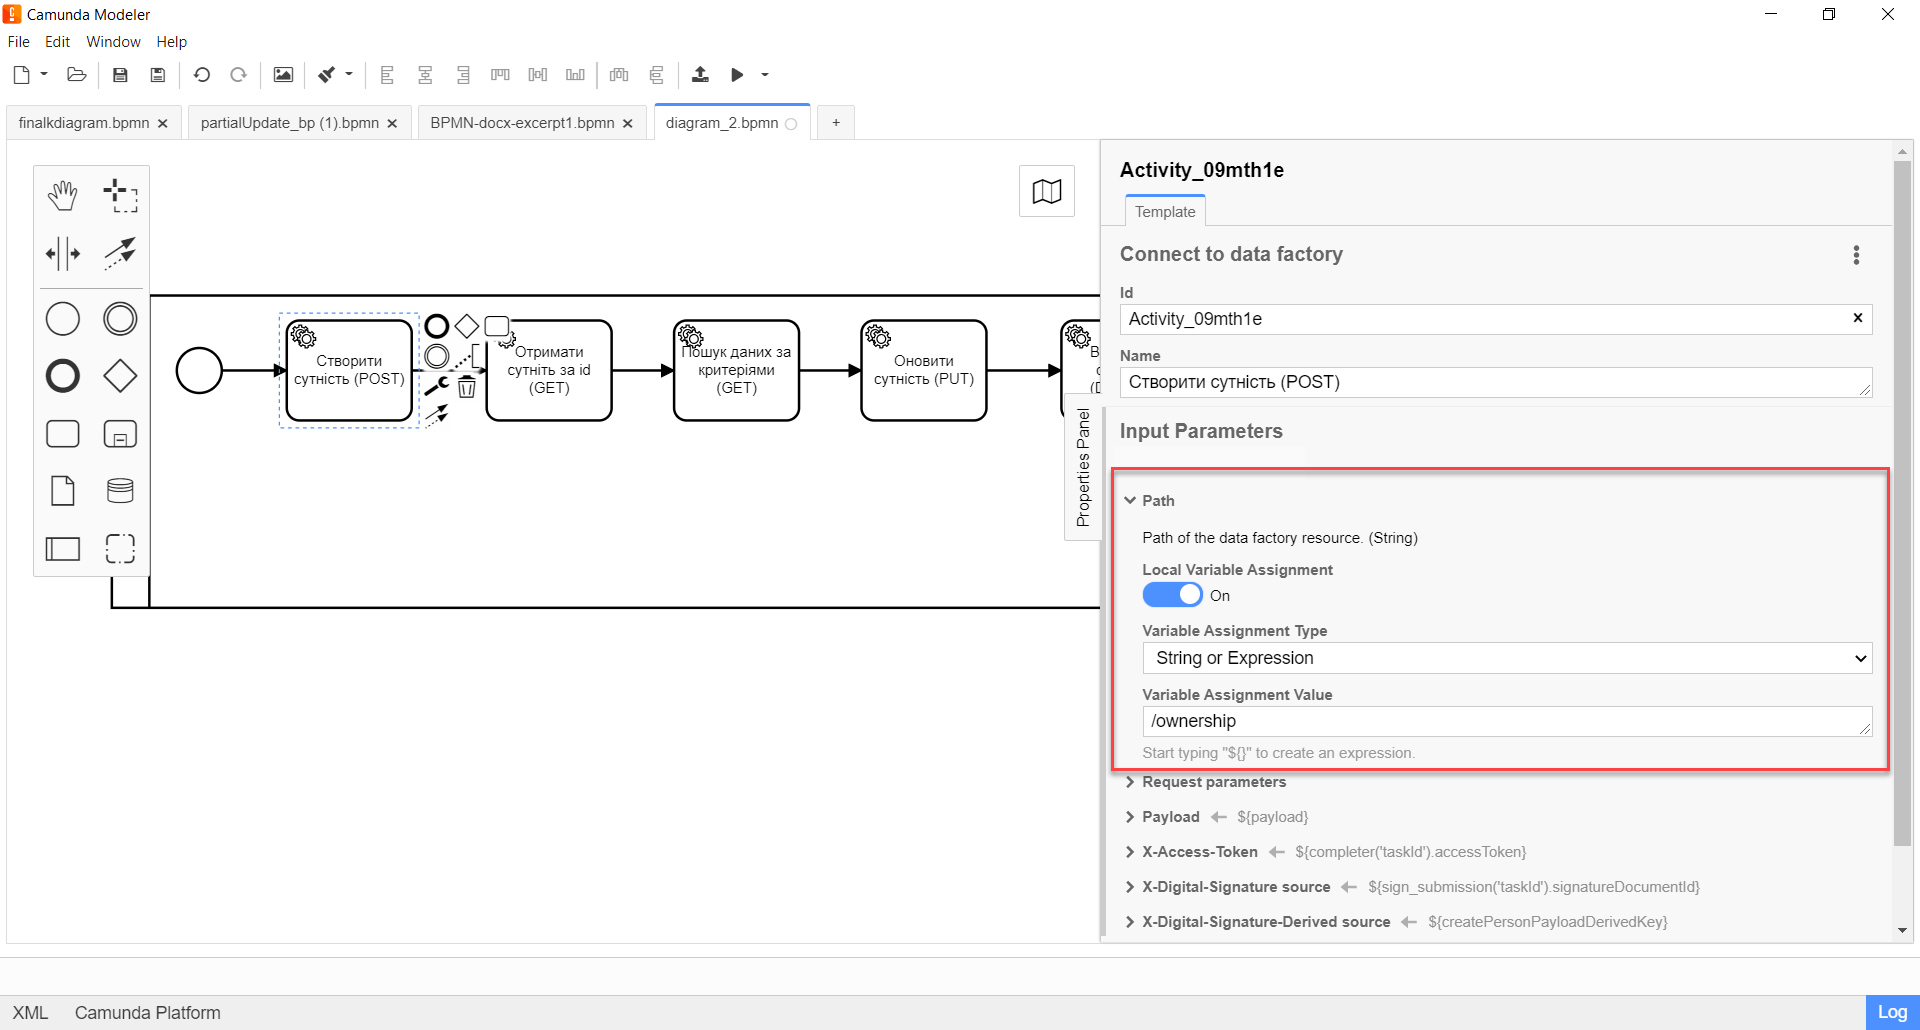 Camunda Modeler
File Edit Window Help
finalkdiagram.bpmn
partialUpdate_bp (1).bpmn
BPMN-docx-excerpt1.bpmn
diagram_2.bpmn
+
Створити
сутність (POST)
Отримати
сутніть за id
(GET)
Пошук даних за
критеріями
(GET)
Оновити
сутність (PUT)
Properties Panel
Activity_09mth1e
Template
Connect to data factory
Id
Activity_09mth1e
Name
Створити сутність (POST)
Input Parameters
Path
Path of the data factory resource. (String)
Local Variable Assignment
On
Variable Assignment Type
String or Expression
Variable Assignment Value
/ownership
Start typing "${}" to create an expression.
Request parameters
Payload ← ${payload}
X-Access-Token ← ${completer('taskId').accessToken}
X-Digital-Signature source ← ${sign_submission('taskId').signatureDocumentId}
X-Digital-Signature-Derived source ← ${createPersonPayloadDerivedKey}
XML Camunda Platform
Log